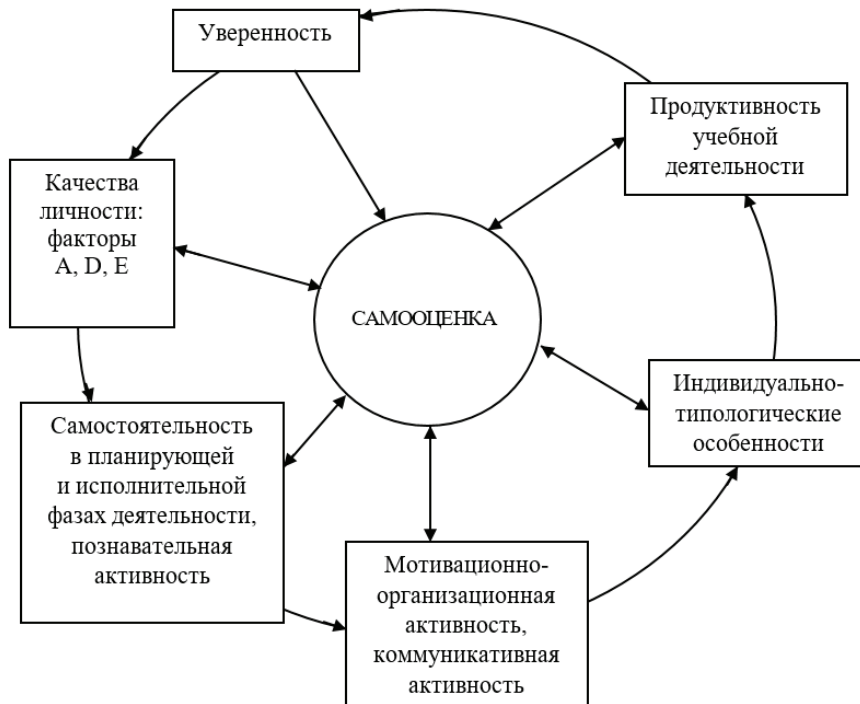 Уверенность
Продуктивность
учебной
деятельности
Качества
личности:
факторы
A, D, E
САМООЦЕНКА
Индивидуально-
типологические
особенности
Самостоятельность
в планирующей
и исполнительной
фазах деятельности,
познавательная
активность
Мотивационно-
организационная
активность,
коммуникативная
активность